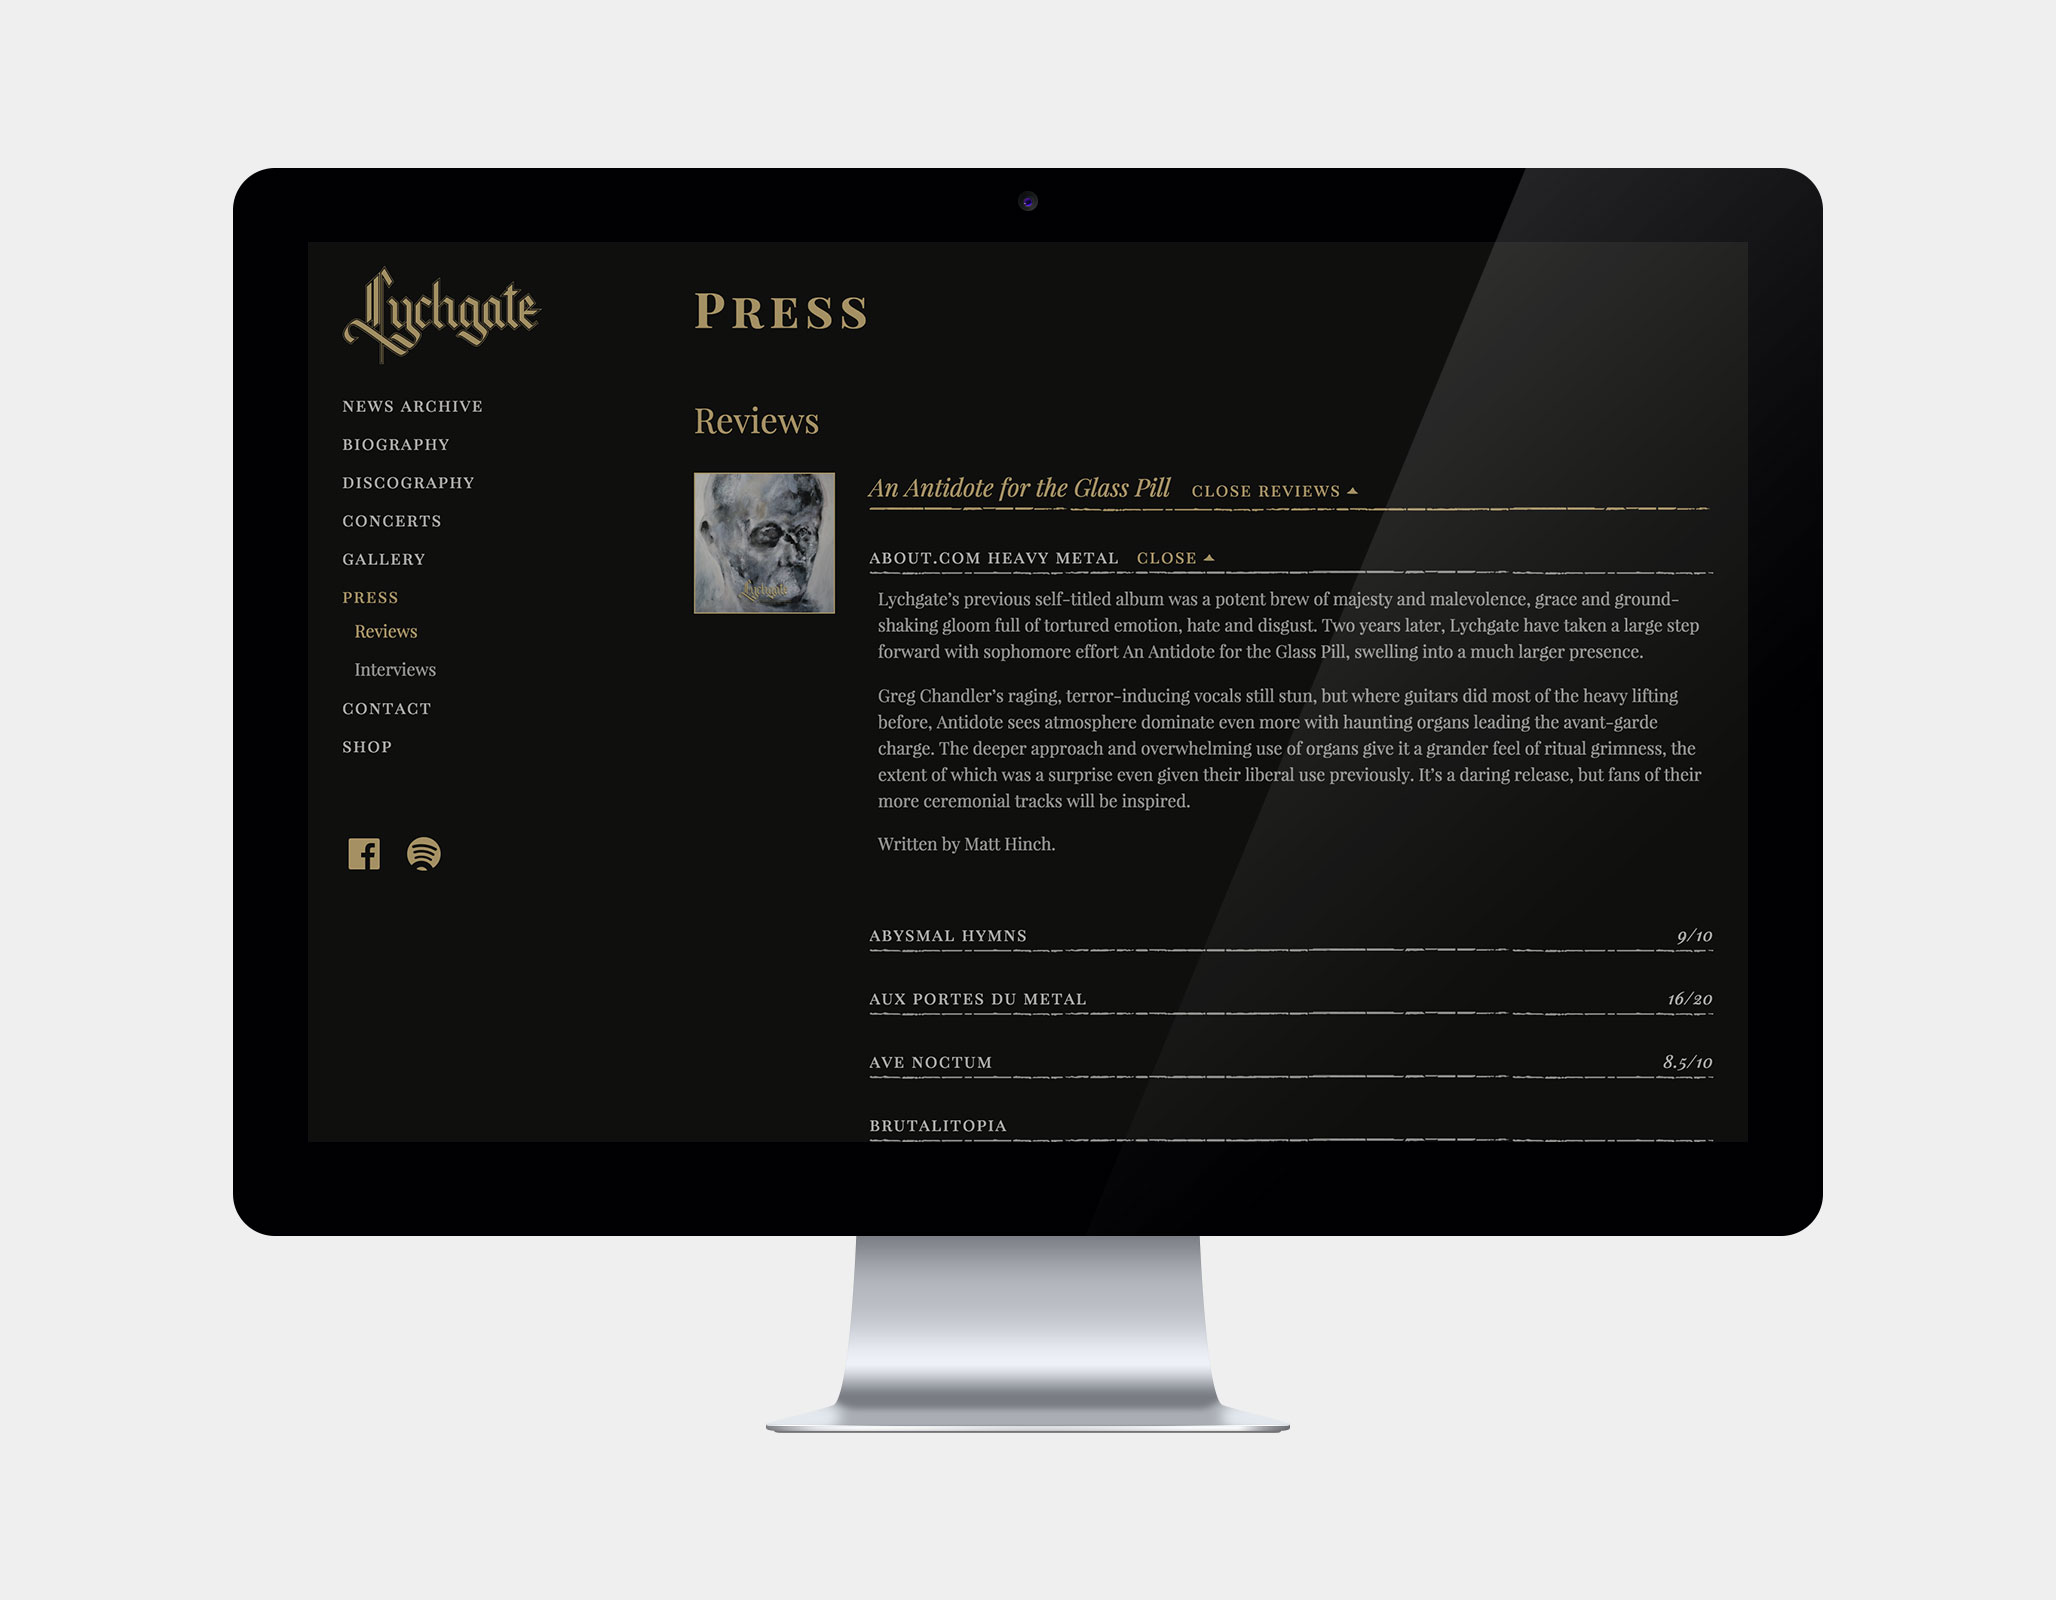 Lychgate
NEWS ARCHIVE
BIOGRAPHY
DISCOGRAPHY
CONCERTS
GALLERY
PRESS
Reviews
Interviews
CONTACT
SHOP
PRESS
Reviews
Lychgate
An Antidote for the Glass Pill CLOSE REVIEWS
ABOUT.COM HEAVY METAL CLOSE
Lychgate’s previous self-titled album was a potent brew of majesty and malevolence, grace and ground-
shaking gloom full of tortured emotion, hate and disgust. Two years later, Lychgate have taken a large step
forward with sophomore effort An Antidote for the Glass Pill, swelling into a much larger presence.
Greg Chandler’s raging, terror-inducing vocals still stun, but where guitars did most of the heavy lifting
before, Antidote sees atmosphere dominate even more with haunting organs leading the avant-garde
charge. The deeper approach and overwhelming use of organs give it a grander feel of ritual grimness, the
extent of which was a surprise even given their liberal use previously. It’s a daring release, but fans of their
more ceremonial tracks will be inspired.
Written by Matt Hinch.
ABYSMAL HYMNS 9/10
AUX PORTES DU METAL 16/20
AVE NOCTUM 8.5/10
BRUTALITOPIA